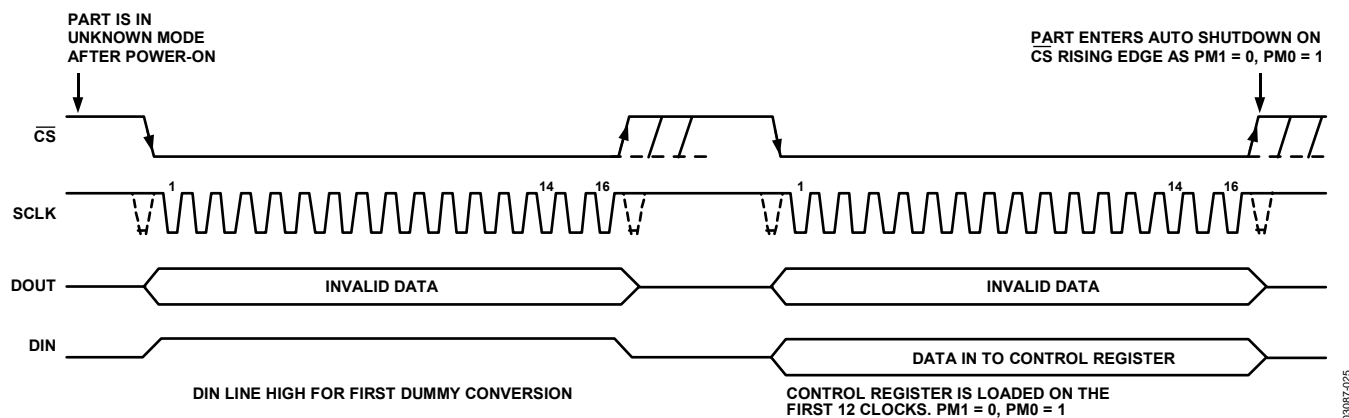 PART IS IN
UNKNOWN MODE
AFTER POWER-ON
PART ENTERS AUTO SHUTDOWN ON
CS RISING EDGE AS PM1 = 0, PM0 = 1
CS
1 14 16 1 14 16
SCLK
DOUT INVALID DATA INVALID DATA
DIN DATA IN TO CONTROL REGISTER
DIN LINE HIGH FOR FIRST DUMMY CONVERSION
CONTROL REGISTER IS LOADED ON THE
FIRST 12 CLOCKS. PM1 = 0, PM0 = 1
03087-025